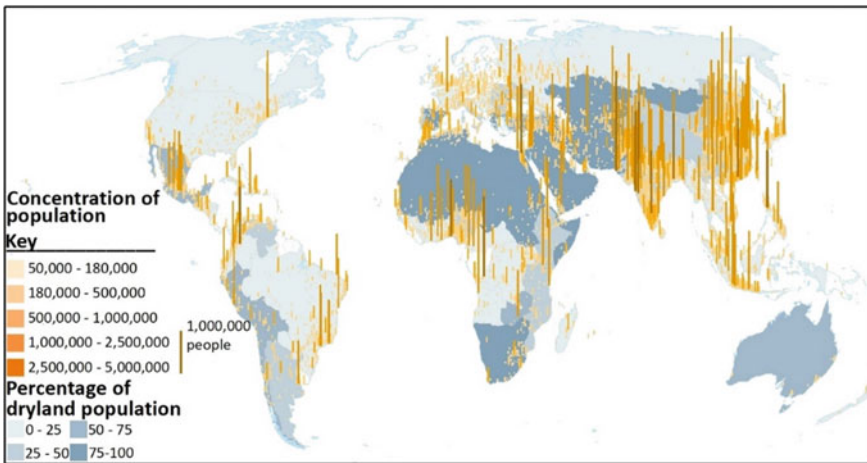 Concentration of
population
Key
50,000 - 180,000
180,000 - 500,000
500,000 - 1,000,000
1,000,000 - 2,500,000
2,500,000 - 5,000,000
1,000,000
people
Percentage of
dryland population
0 - 25
50 - 75
25 - 50
75-100